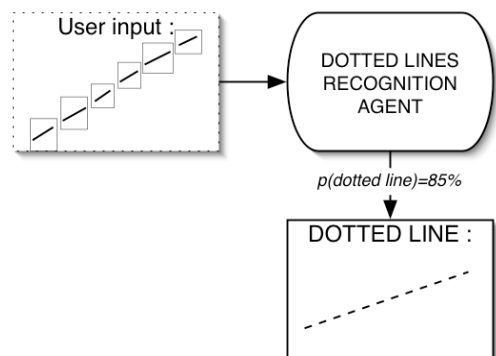 User input :
DOTTED LINES
RECOGNITION
AGENT
p(dotted line)=85%
DOTTED LINE :